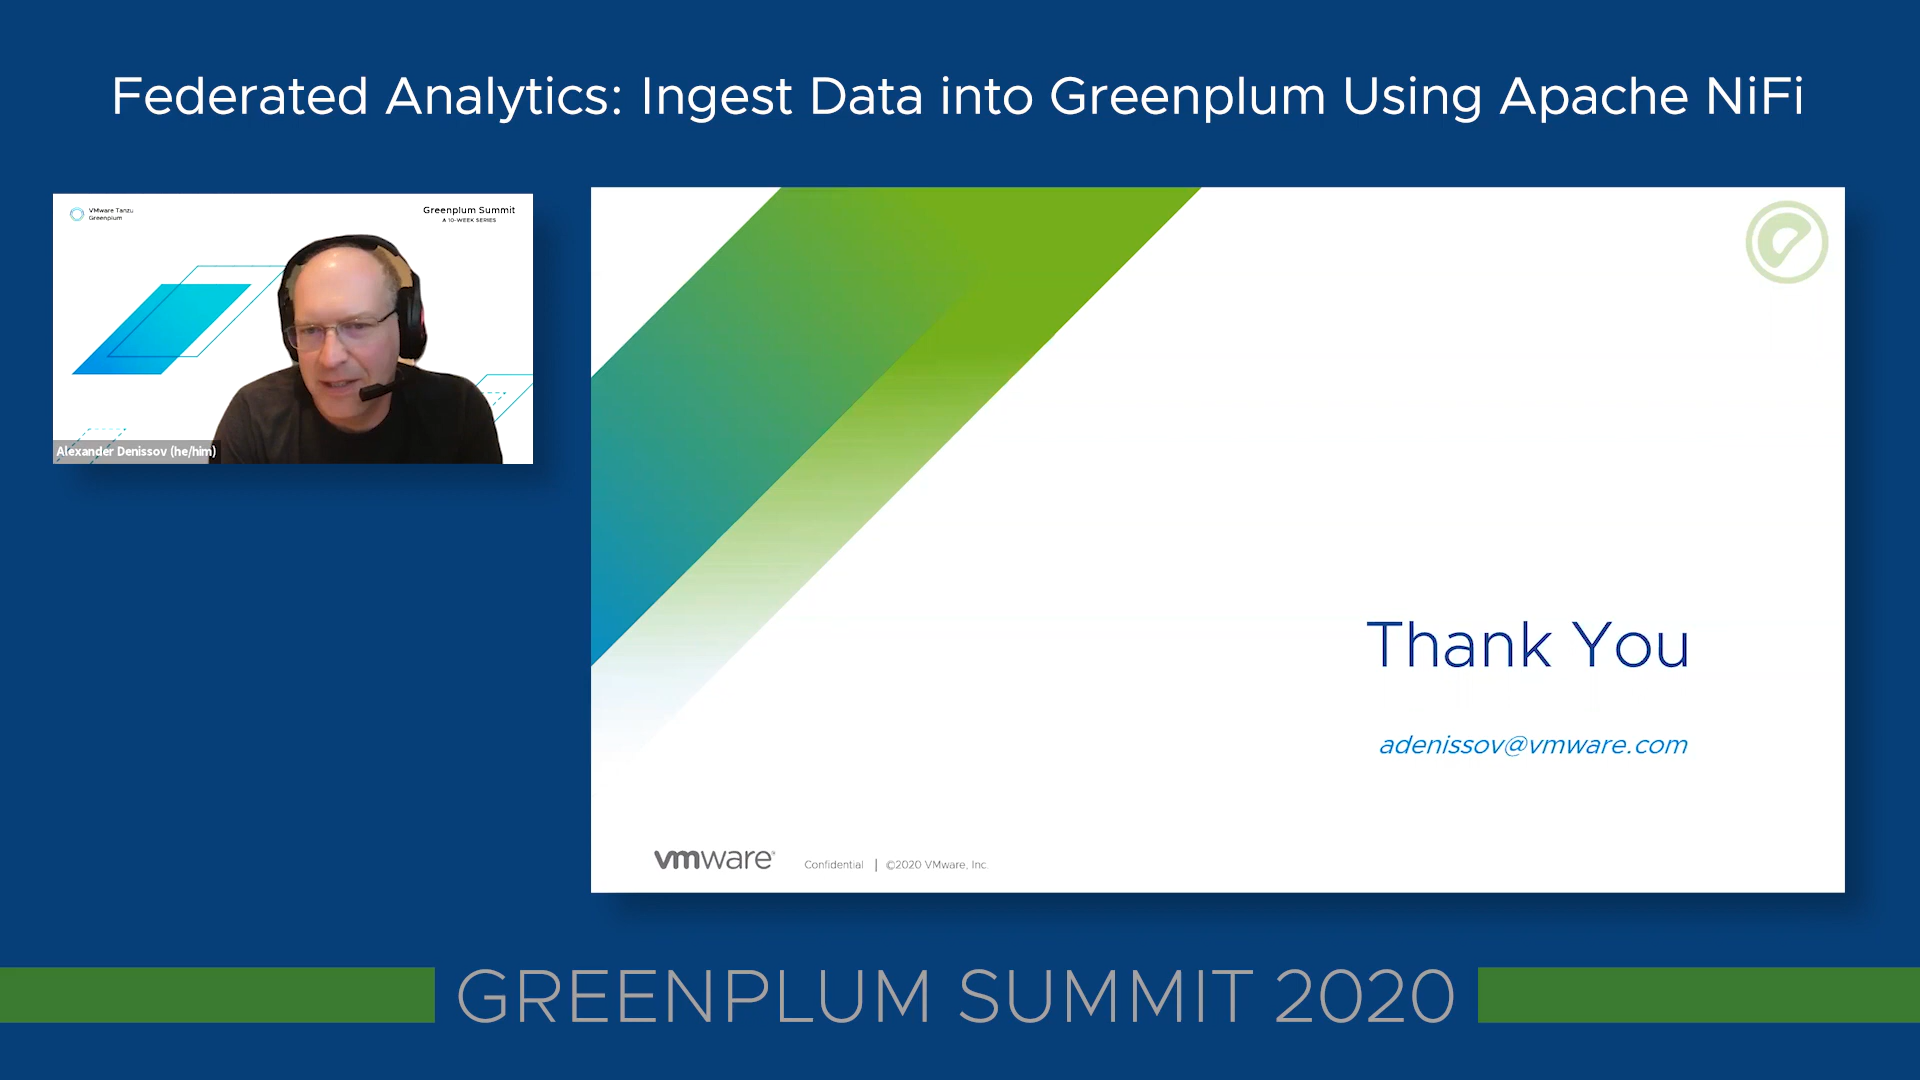 Federated Analytics: Ingest Data into Greenplum Using Apache NiFi
VMware Tanzu
Greenplum
Greenplum Summit
A 10-WEEK SERIES
Alexander Denissov (he/him)
Thank You
adenissov@vmware.com
vmware®
Confidential | ©2020 VMware, Inc.
GREENPLUM SUMMIT 2020